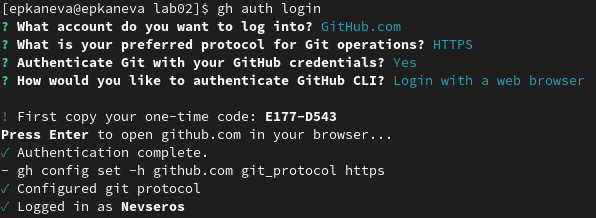 [epkaneva@epkaneva lab02]$ gh auth login
? What account do you want to log into? GitHub.com
? What is your preferred protocol for Git operations? HTTPS
? Authenticate Git with your GitHub credentials? Yes
? How would you like to authenticate GitHub CLI? Login with a web browser
! First copy your one-time code: E177-D543
Press Enter to open github.com in your browser...
✓ Authentication complete.
- gh config set -h github.com git_protocol https
✓ Configured git protocol
✓ Logged in as Nevseros